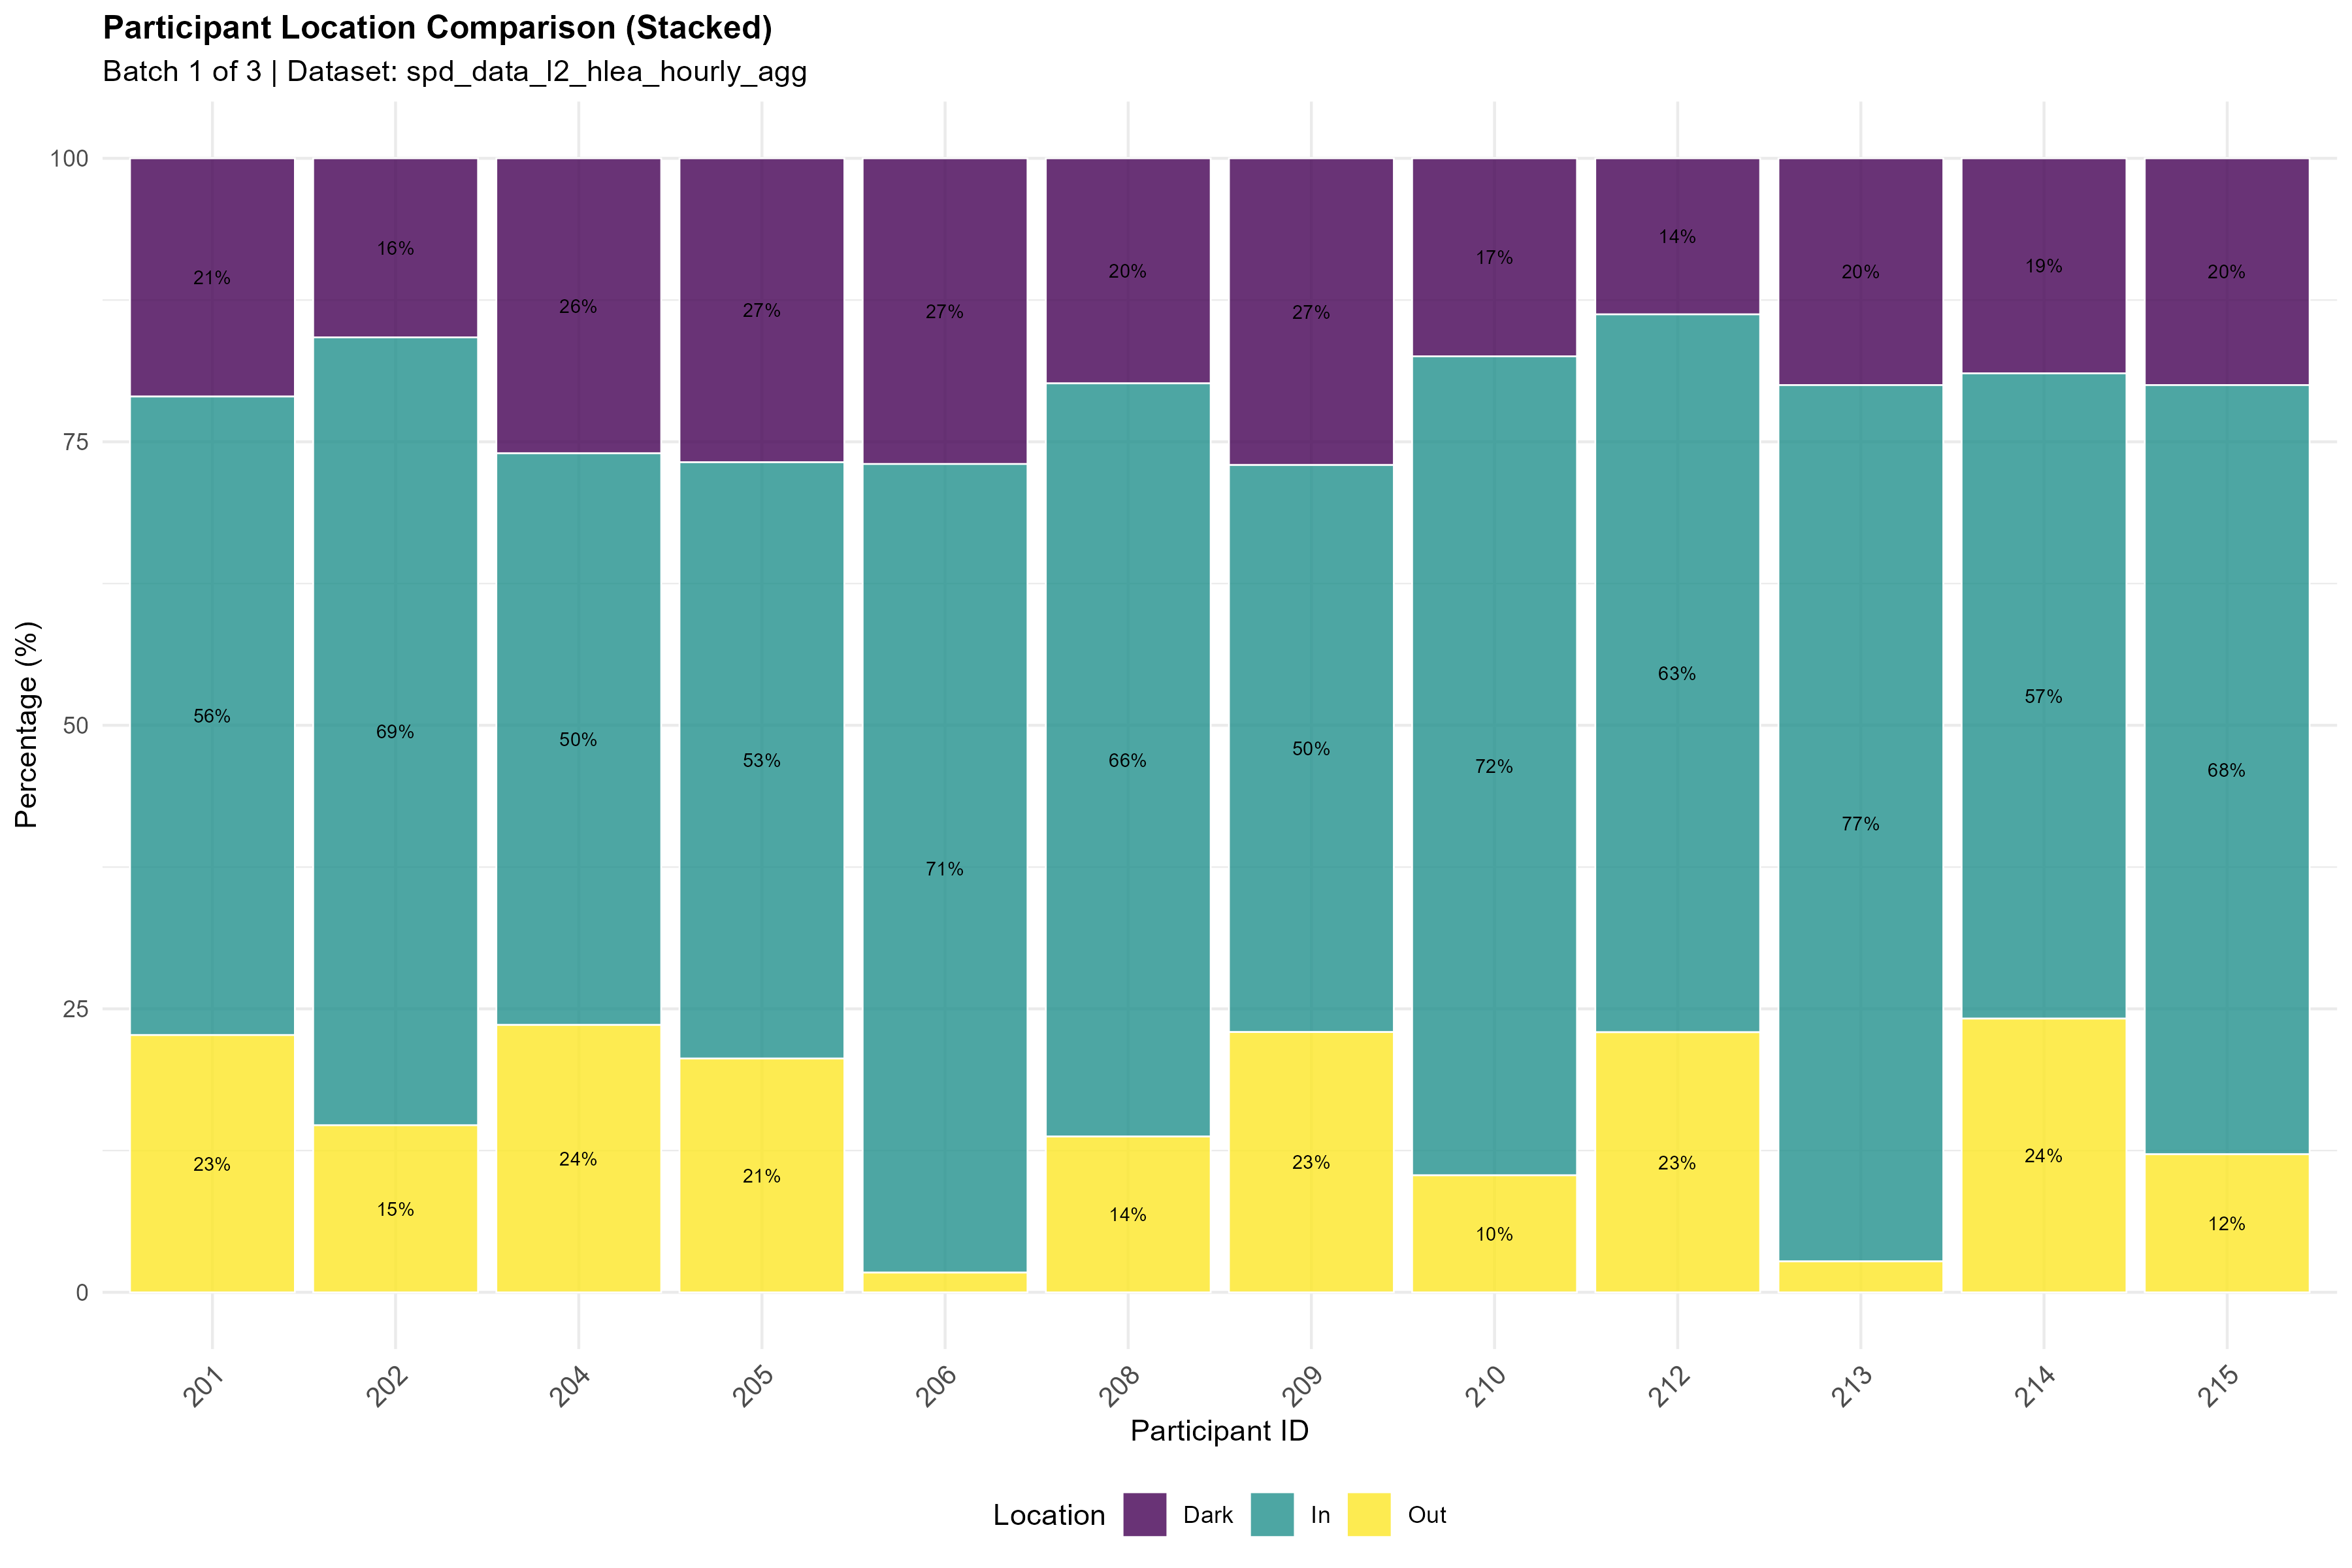 Participant Location Comparison (Stacked)
Batch 1 of 3 | Dataset: spd_data_l2_hlea_hourly_agg
Percentage (%)
100
75
50
25
0
21% 16% 26% 27% 27% 20% 27% 17% 14% 20% 19% 20%
56% 69% 50% 53% 71% 66% 50% 72% 63% 77% 57% 68%
23% 15% 24% 21% 14% 23% 10% 23% 24% 12%
201 202 204 205 206 208 209 210 212 213 214 215
Participant ID
Location Dark In Out